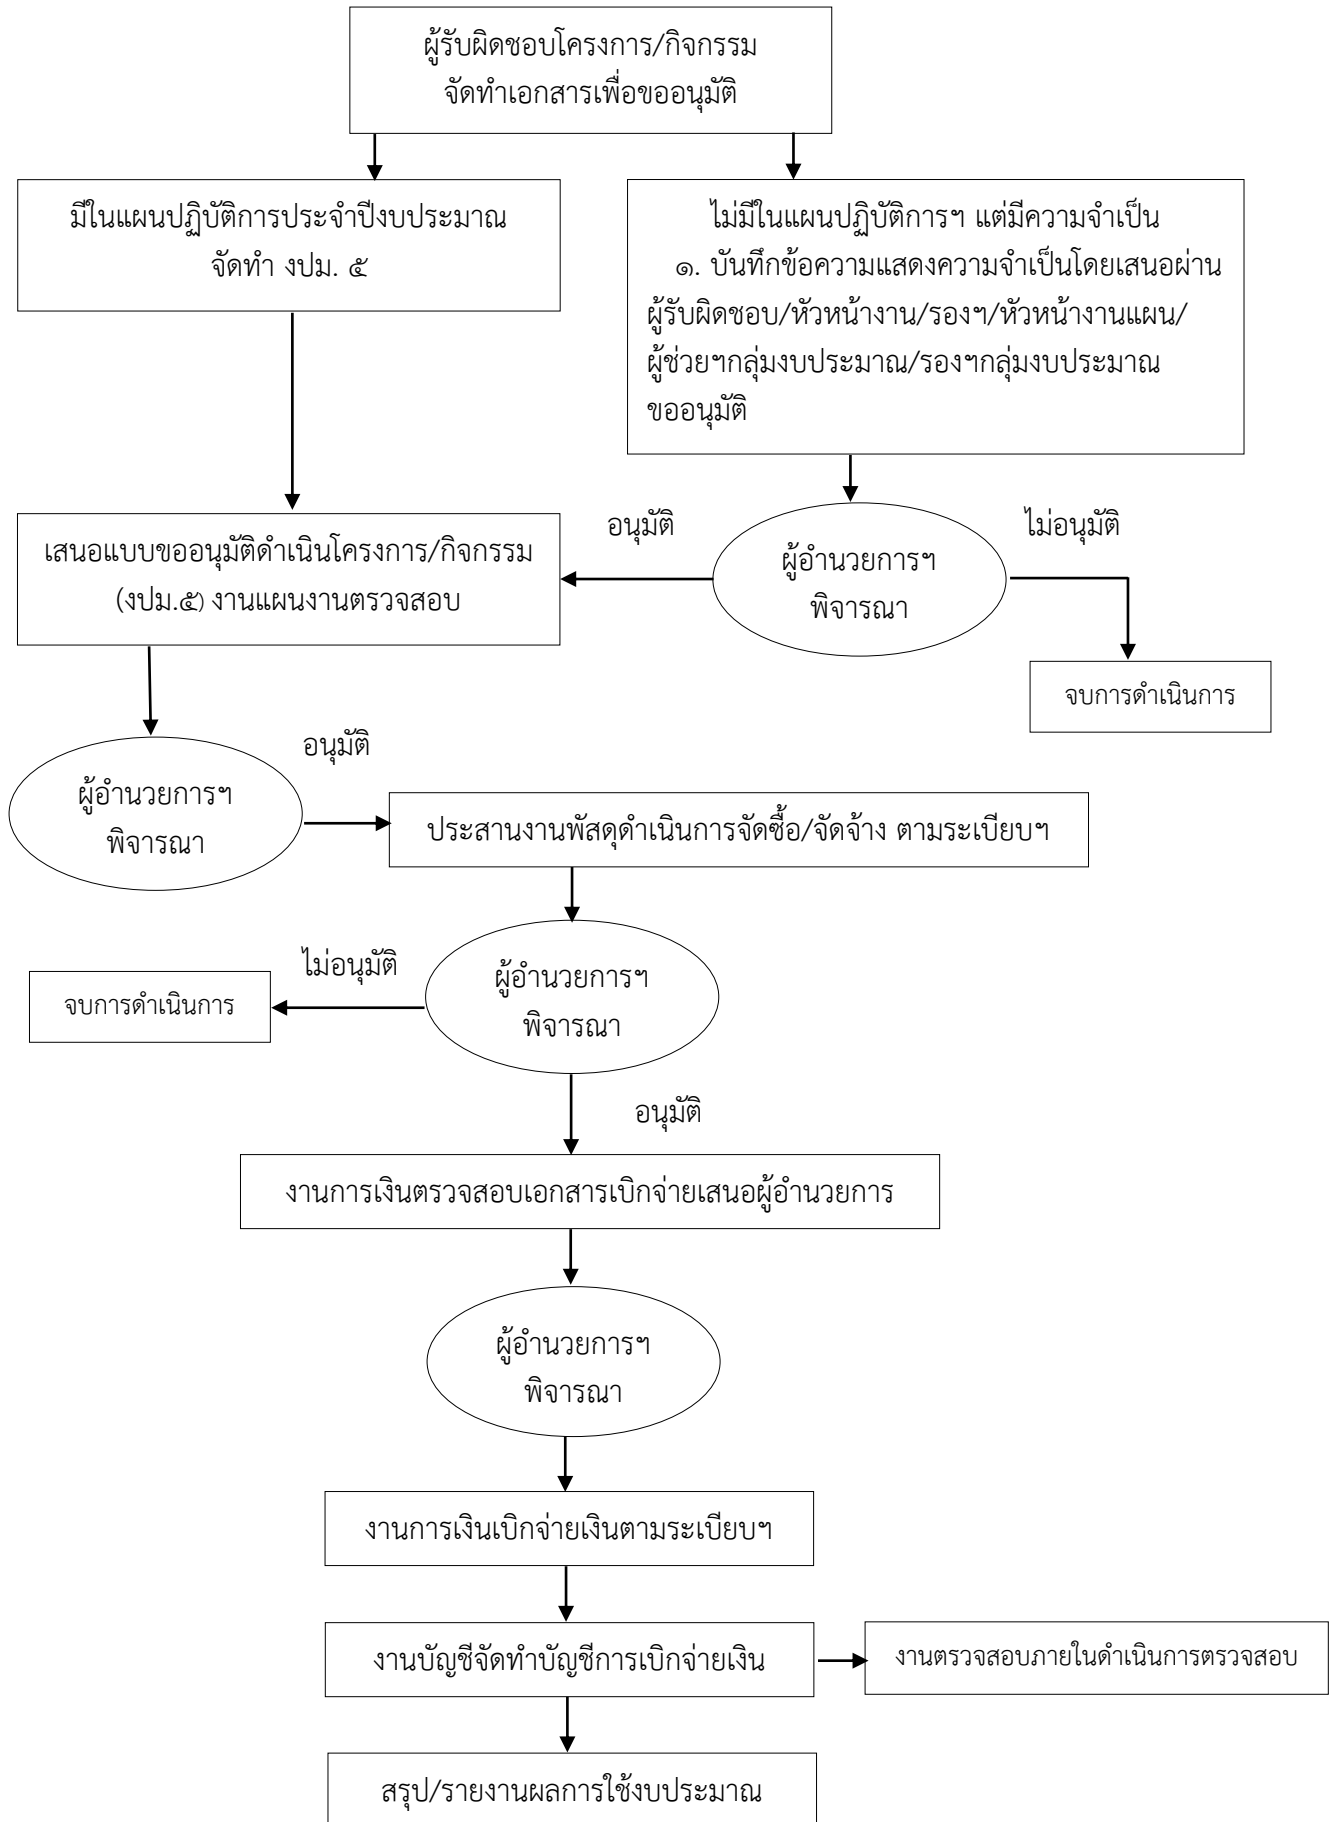 ผู้รับผิดชอบโครงการ/กิจกรรม
จัดทำเอกสารเพื่อขออนุมัติ
มีในแผนปฏิบัติการประจำปีงบประมาณ
จัดทำ งปม. ๕
ไม่มีในแผนปฏิบัติการฯ แต่มีความจำเป็น
๑. บันทึกข้อความแสดงความจำเป็นโดยเสนอผ่าน
ผู้รับผิดชอบ/หัวหน้างาน/รองฯ/หัวหน้างานแผน/
ผู้ช่วยฯกลุ่มงบประมาณ/รองฯกลุ่มงบประมาณ
ขออนุมัติ
เสนอแบบขออนุมัติดำเนินโครงการ/กิจกรรม
(งปม.๕) งานแผนงานตรวจสอบ
อนุมัติ
ผู้อำนวยการฯ
พิจารณา
ไม่อนุมัติ
จบการดำเนินการ
ผู้อำนวยการฯ
พิจารณา
อนุมัติ
ประสานงานพัสดุดำเนินการจัดซื้อ/จัดจ้าง ตามระเบียบฯ
จบการดำเนินการ
ไม่อนุมัติ
ผู้อำนวยการฯ
พิจารณา
อนุมัติ
งานการเงินตรวจสอบเอกสารเบิกจ่ายเสนอผู้อำนวยการ
ผู้อำนวยการฯ
พิจารณา
งานการเงินเบิกจ่ายเงินตามระเบียบฯ
งานบัญชีจัดทำบัญชีการเบิกจ่ายเงิน
งานตรวจสอบภายในดำเนินการตรวจสอบ
สรุป/รายงานผลการใช้งบประมาณ